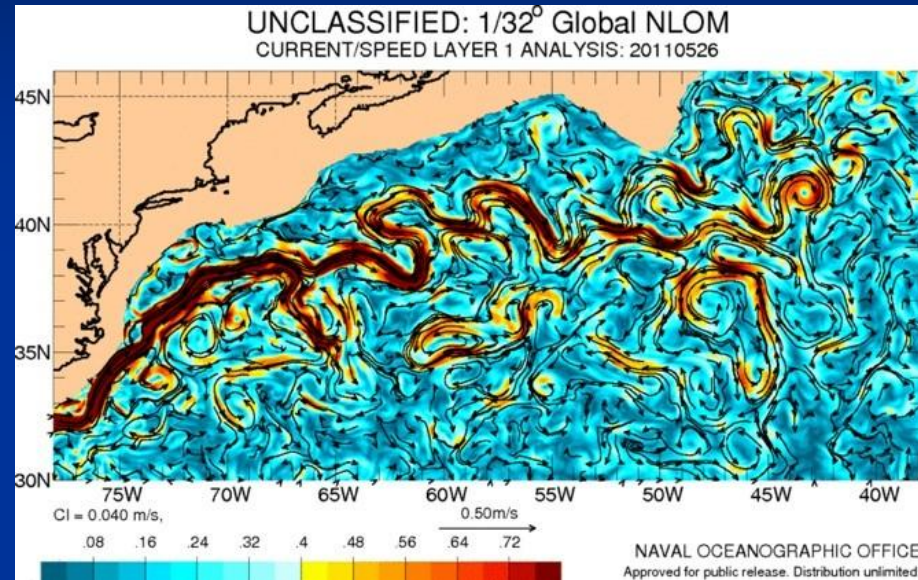 UNCLASSIFIED: 1/32° Global NLOM
CURRENT/SPEED LAYER 1 ANALYSIS: 20110526
45N
40N
35N
30N
75W 70W 65W 60W 55W 50W 45W 40W
CI = 0.040 m/s,
0.50m/s
.08 .16 .24 .32 .4 .48 .56 .64 .72
NAVAL OCEANOGRAPHIC OFFICE
Approved for public release. Distribution unlimited